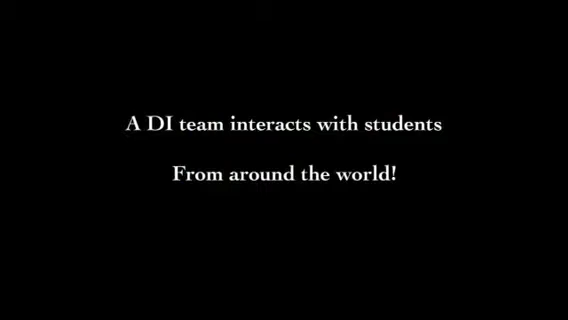 A DI team interacts with students
From around the world!